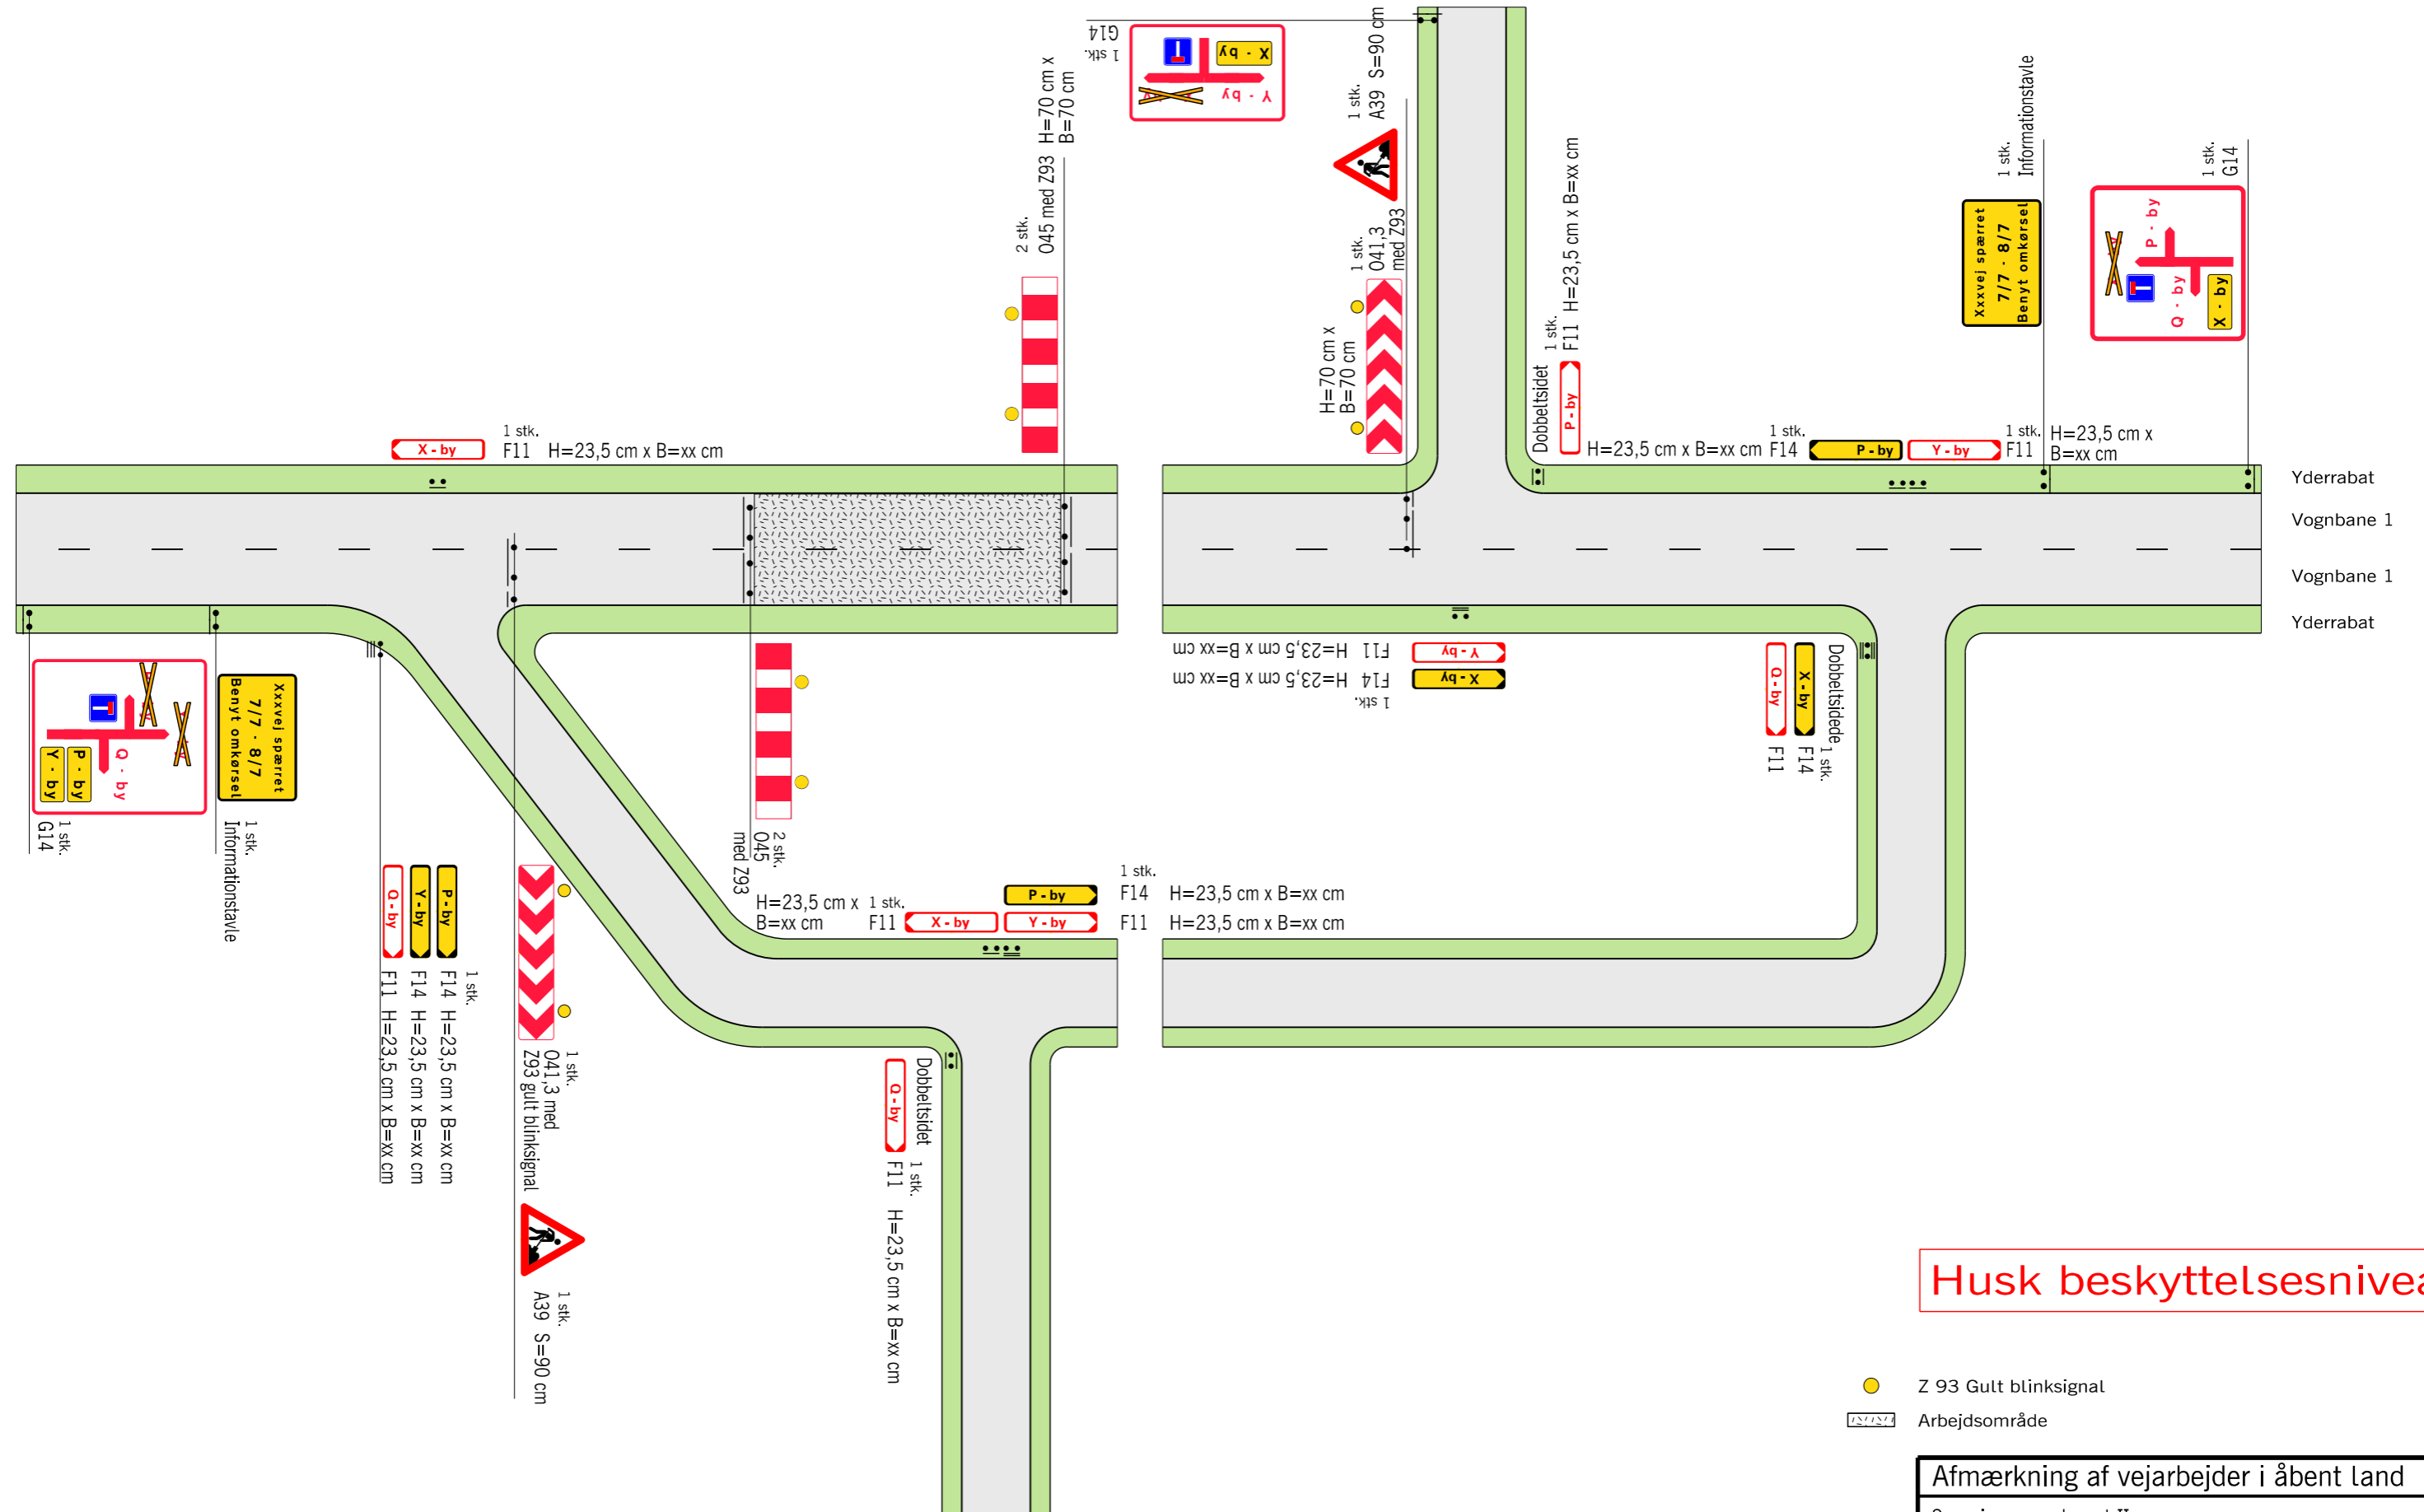 G14
1 stk.
X - by
Y - by
1 stk.
A39 S=90 cm
2 stk.
O45 med Z93 H=70 cm x
B=70 cm
1 stk.
O41,3
med Z93
H=70 cm x
B=70 cm
Dobbeltsidet
1 stk.
F11 H=23,5 cm x B=xx cm
P - by
1 stk.
Informationstavle
Xxxvej spærret
7/7 - 8/7
Benyt omkørsel
1 stk.
G14
P - by
Q - by
X - by
X - by
1 stk.
F11 H=23,5 cm x B=xx cm
H=23,5 cm x B=xx cm
1 stk.
F14
P - by
Y - by
1 stk.
F11
H=23,5 cm x
B=xx cm
Yderrabat
Vognbane 1
Vognbane 1
Yderrabat
F11 H=23,5 cm x B=xx cm
Y - by
F14 H=23,5 cm x B=xx cm
X - by
1 stk.
Dobbeltsidede
1 stk.
X - by
F14
Q - by
F11
Q - by
P - by
Y - by
1 stk.
G14
Xxxvej spærret
7/7 - 8/7
Benyt omkørsel
1 stk.
Informationstavle
2 stk.
O45
med Z93
1 stk.
P - by
F14 H=23,5 cm x B=xx cm
Y - by
F14 H=23,5 cm x B=xx cm
Q - by
F11 H=23,5 cm x B=xx cm
1 stk.
O41,3 med
Z93 gult blinksignal
1 stk.
A39 S=90 cm
H=23,5 cm x
B=xx cm
1 stk.
F11
X - by
P - by
1 stk.
F14 H=23,5 cm x B=xx cm
Y - by
F11 H=23,5 cm x B=xx cm
Dobbeltsidet
1 stk.
Q - by
F11 H=23,5 cm x B=xx cm
Husk beskyttelsesnivea
Z 93 Gult blinksignal
Arbejdsområde
Afmærkning af vejarbejder i åbent land